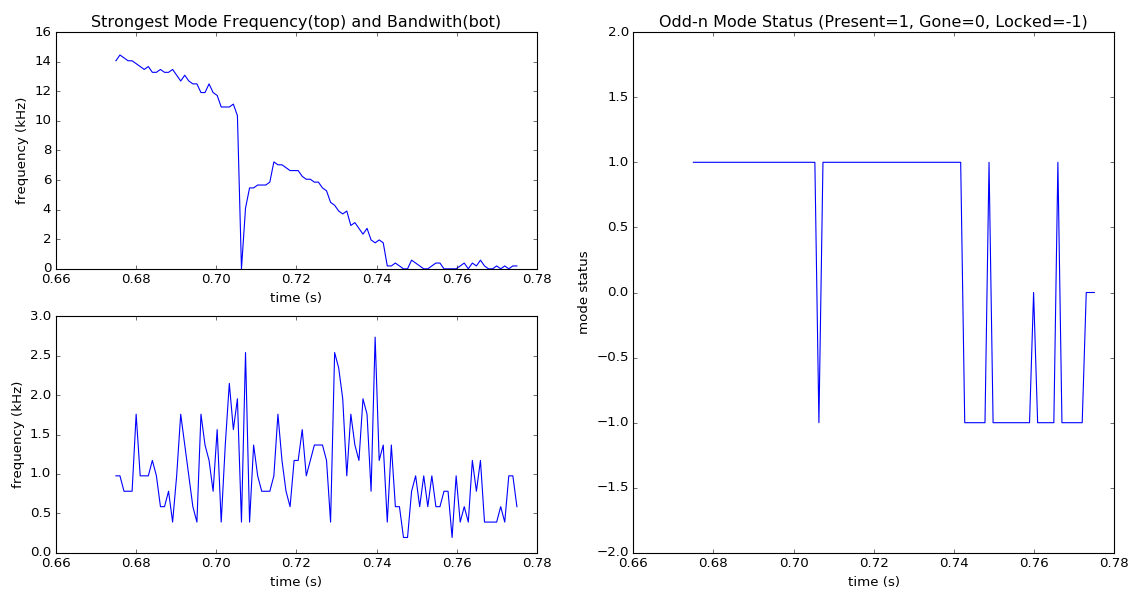 Strongest Mode Frequency(top) and Bandwith(bot)
16
14
12
10
8
6
4
2
0
frequency (kHz)
0.66 0.68 0.70 0.72 0.74 0.76 0.78
time (s)
3.0
2.5
2.0
1.5
1.0
0.5
0.0
frequency (kHz)
0.66 0.68 0.70 0.72 0.74 0.76 0.78
time (s)
Odd-n Mode Status (Present=1, Gone=0, Locked=-1)
2.0
1.5
1.0
0.5
0.0
−0.5
−1.0
−1.5
−2.0
mode status
0.66 0.68 0.70 0.72 0.74 0.76 0.78
time (s)